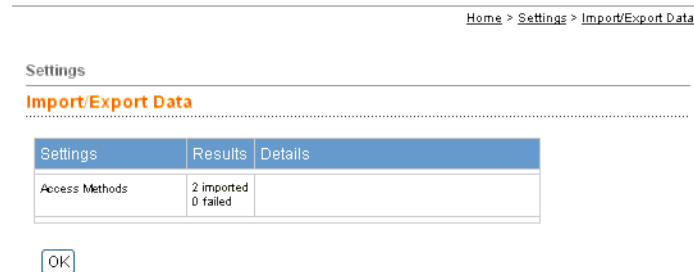 Home > Settings > Import/Export Data
Settings
Import/Export Data
Settings Results Details
Access Methods 2 imported
0 failed
OK